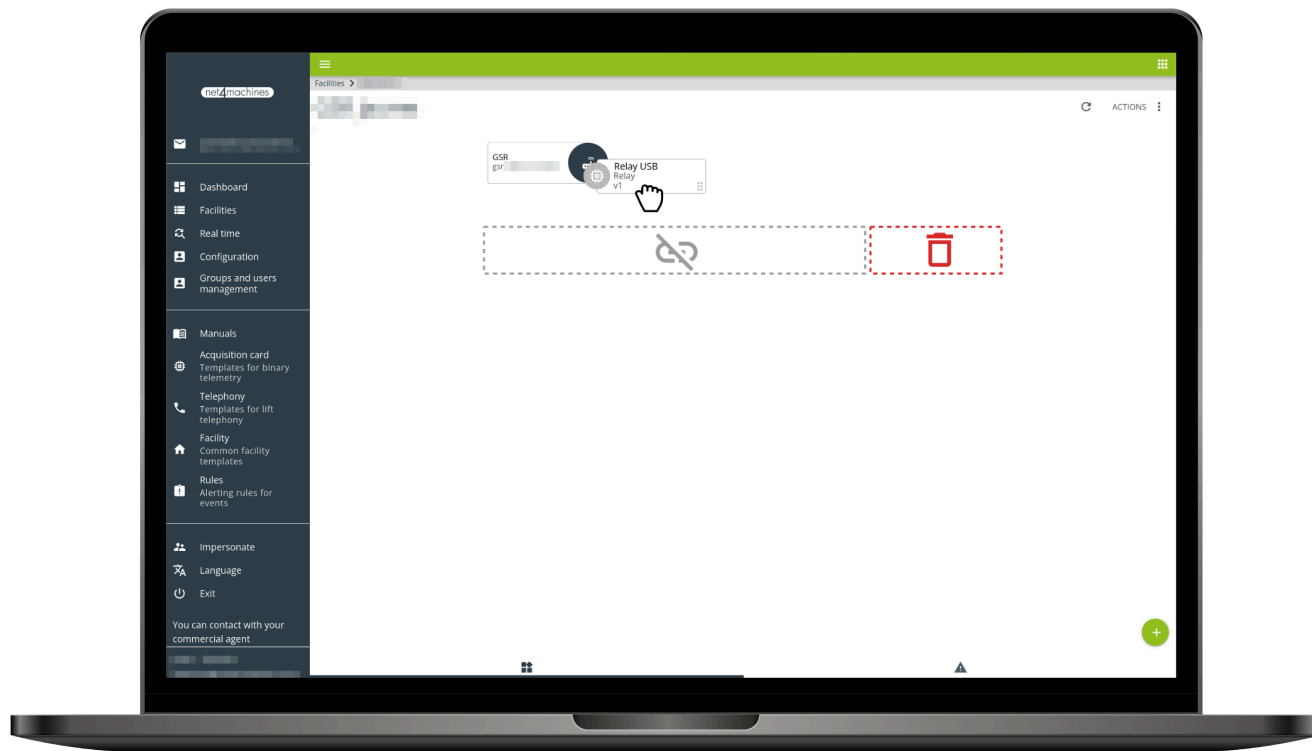 net4machines
Dashboard
Facilities
Real time
Configuration
Groups and users
management
Manuals
Acquisition card
Templates for binary
telemetry
Telephony
Templates for lift
telephony
Facility
Common facility
templates
Rules
Alerting rules for
events
Impersonate
Language
Exit
You can contact with your
commercial agent
Facilities >
ACTIONS
GSR
gsr
Relay USB
Relay
v1